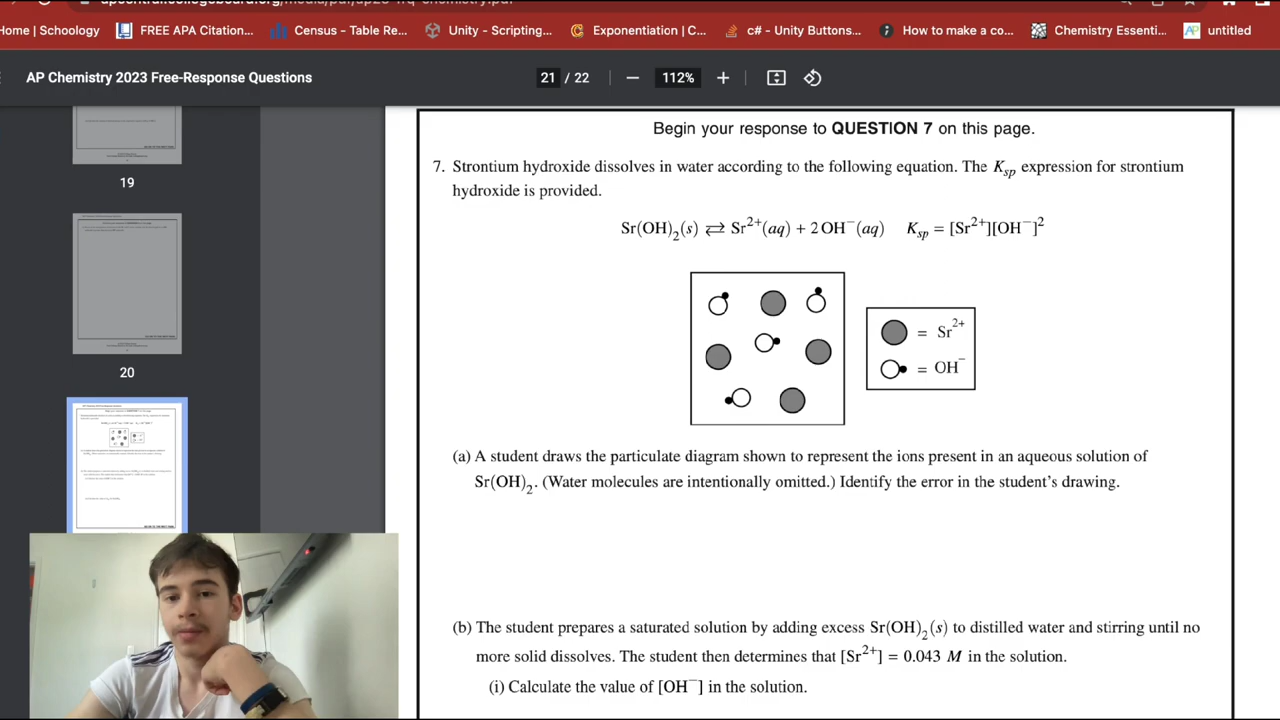 Home | Schoology FREE APA Citation... Census - Table Re... Unity - Scripting... Exponentiation | C... c# - Unity Buttons... How to make a co... Chemistry Essenti... AP untitled
AP Chemistry 2023 Free-Response Questions 21 / 22 — 112% +
19
20
Begin your response to QUESTION 7 on this page.
7. Strontium hydroxide dissolves in water according to the following equation. The Ksp expression for strontium
hydroxide is provided.
Sr(OH)₂(s) ⇄ Sr²⁺(aq) + 2 OH⁻(aq) Ksp = [Sr²⁺][OH⁻]²
= Sr²⁺
= OH⁻
(a) A student draws the particulate diagram shown to represent the ions present in an aqueous solution of
Sr(OH)₂. (Water molecules are intentionally omitted.) Identify the error in the student's drawing.
(b) The student prepares a saturated solution by adding excess Sr(OH)₂(s) to distilled water and stirring until no
more solid dissolves. The student then determines that [Sr²⁺] = 0.043 M in the solution.
(i) Calculate the value of [OH⁻] in the solution.